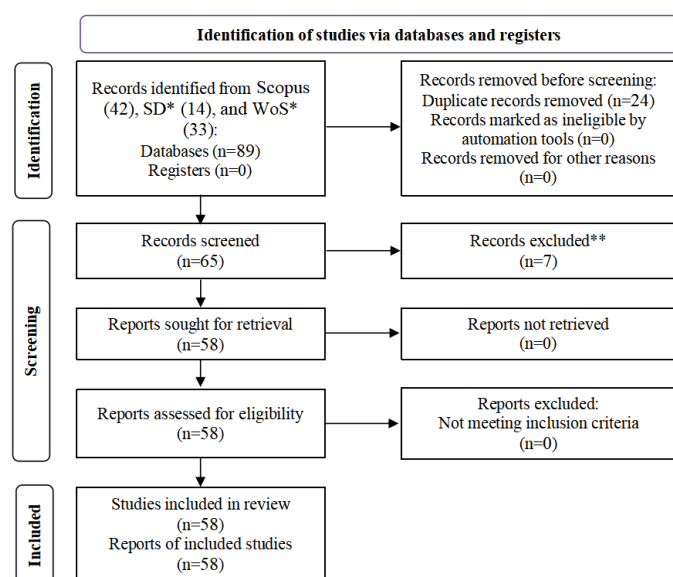 Identification of studies via databases and registers
Identification
Records identified from Scopus
(42), SD* (14), and WoS*
(33):
Databases (n=89)
Registers (n=0)
Records removed before screening:
Duplicate records removed (n=24)
Records marked as ineligible by
automation tools (n=0)
Records removed for other reasons
(n=0)
Screening
Records screened
(n=65)
Records excluded**
(n=7)
Reports sought for retrieval
(n=58)
Reports not retrieved
(n=0)
Reports assessed for eligibility
(n=58)
Reports excluded:
Not meeting inclusion criteria
(n=0)
Included
Studies included in review
(n=58)
Reports of included studies
(n=58)